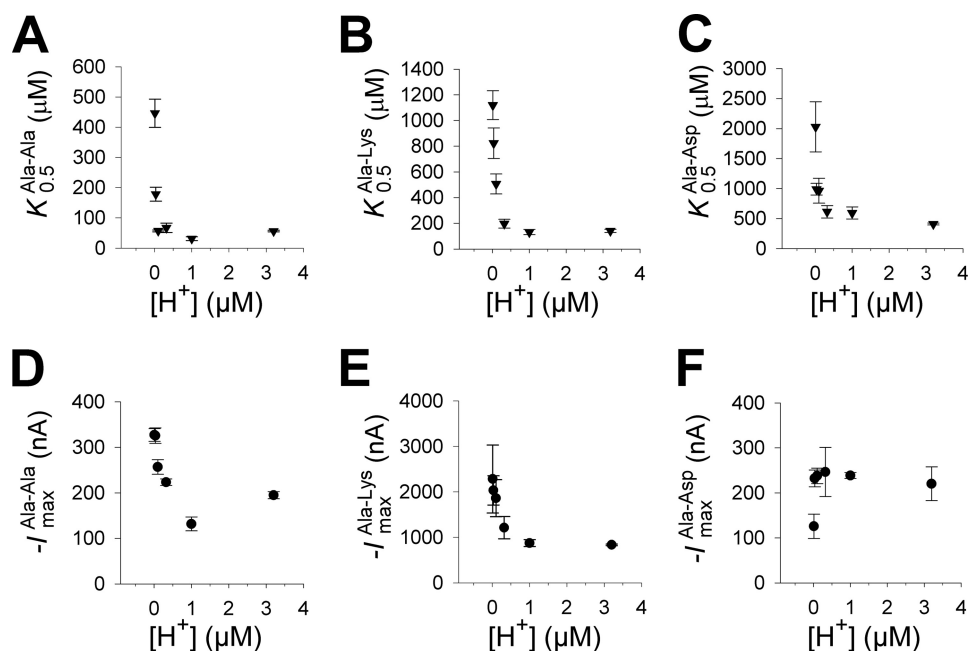 A
K 0.5 Ala-Ala (µM)
600
500
400
300
200
100
0
0 1 2 3 4
[H+] (µM)
B
K 0.5 Ala-Lys (µM)
1400
1200
1000
800
600
400
200
0
0 1 2 3 4
[H+] (µM)
C
K 0.5 Ala-Asp (µM)
3000
2500
2000
1500
1000
500
0
0 1 2 3 4
[H+] (µM)
D
-I max Ala-Ala (nA)
400
300
200
100
0
0 1 2 3 4
[H+] (µM)
E
-I max Ala-Lys (nA)
4000
3000
2000
1000
0
0 1 2 3 4
[H+] (µM)
F
-I max Ala-Asp (nA)
400
300
200
100
0
0 1 2 3 4
[H+] (µM)